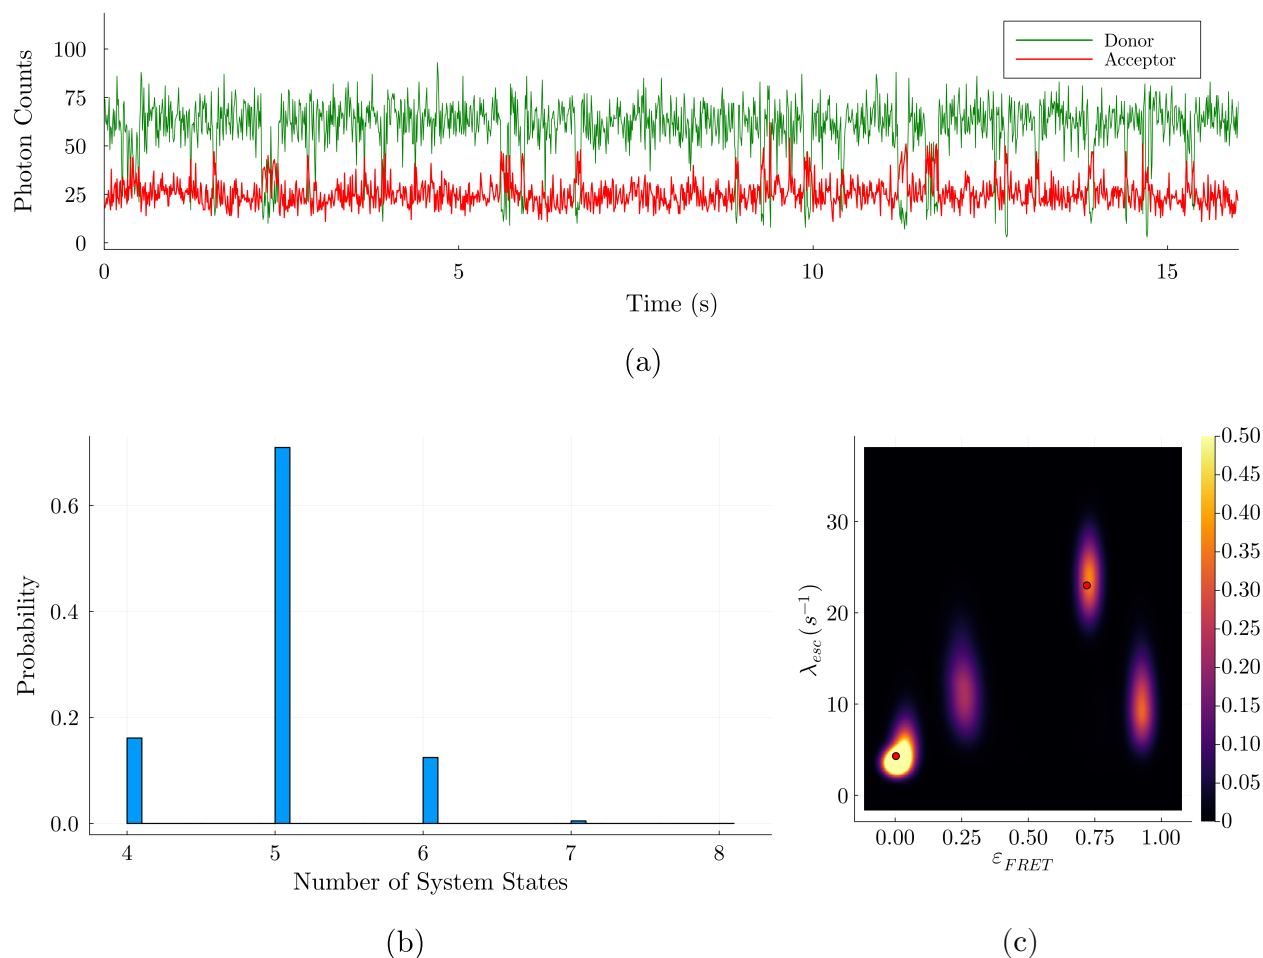 Photon Counts
100
75
50
25
0
Donor
Acceptor
0 5 10 15
Time (s)
(a)
Probability
0.6
0.4
0.2
0.0
4 5 6 7 8
Number of System States
(b)
λesc (s⁻¹)
30
20
10
0
0.00 0.25 0.50 0.75 1.00
εFRET
0.50
0.45
0.40
0.35
0.30
0.25
0.20
0.15
0.10
0.05
0
(c)